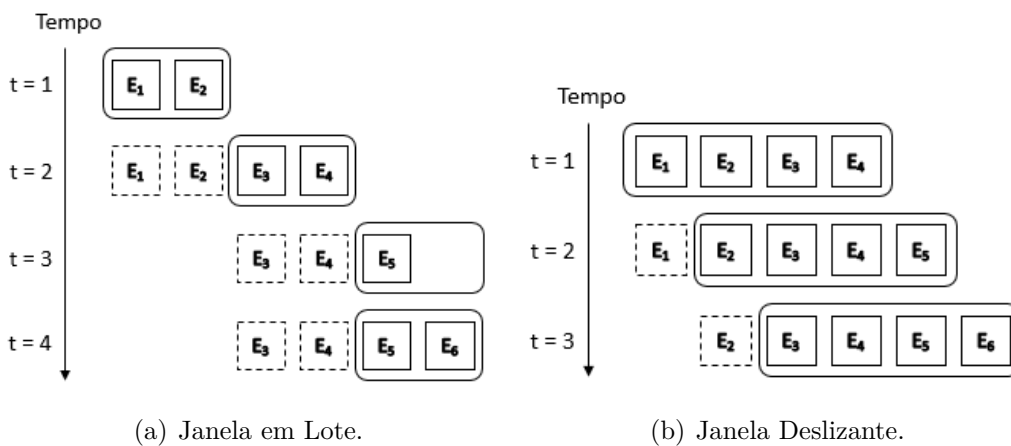 Tempo
t = 1 E₁ E₂
t = 2 E₁ E₂ E₃ E₄
t = 3 E₃ E₄ E₅
t = 4 E₃ E₄ E₅ E₆
(a) Janela em Lote.
Tempo
t = 1 E₁ E₂ E₃ E₄
t = 2 E₁ E₂ E₃ E₄ E₅
t = 3 E₂ E₃ E₄ E₅ E₆
(b) Janela Deslizante.